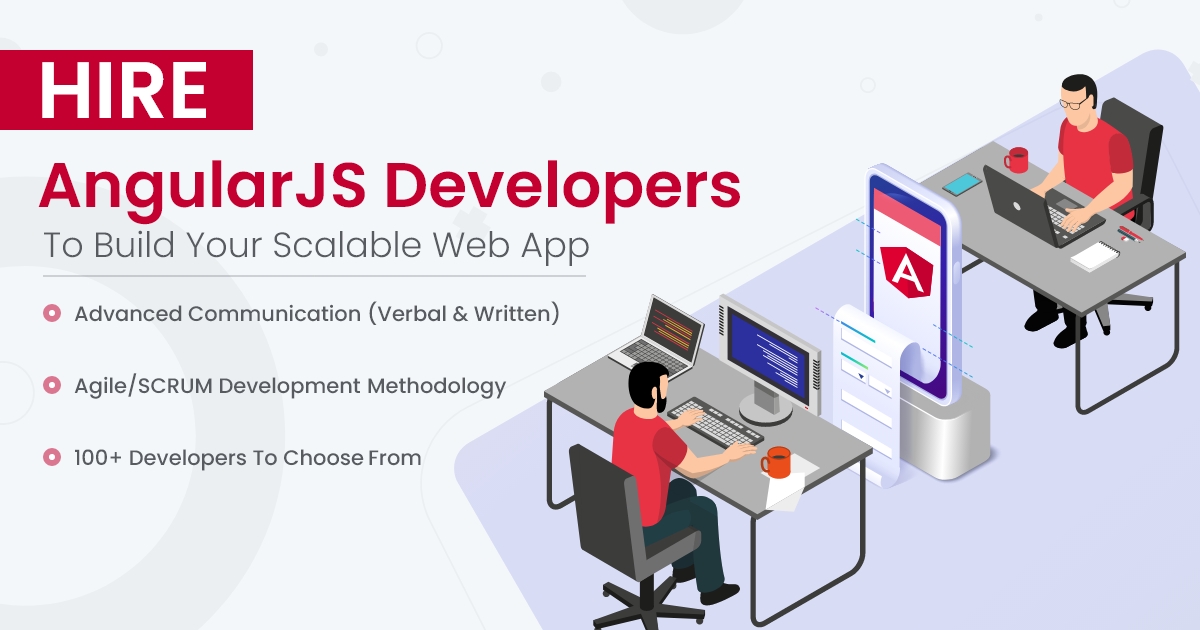 HIRE
AngularJS Developers
To Build Your Scalable Web App
Advanced Communication (Verbal & Written)
Agile/SCRUM Development Methodology
100+ Developers To Choose From
A